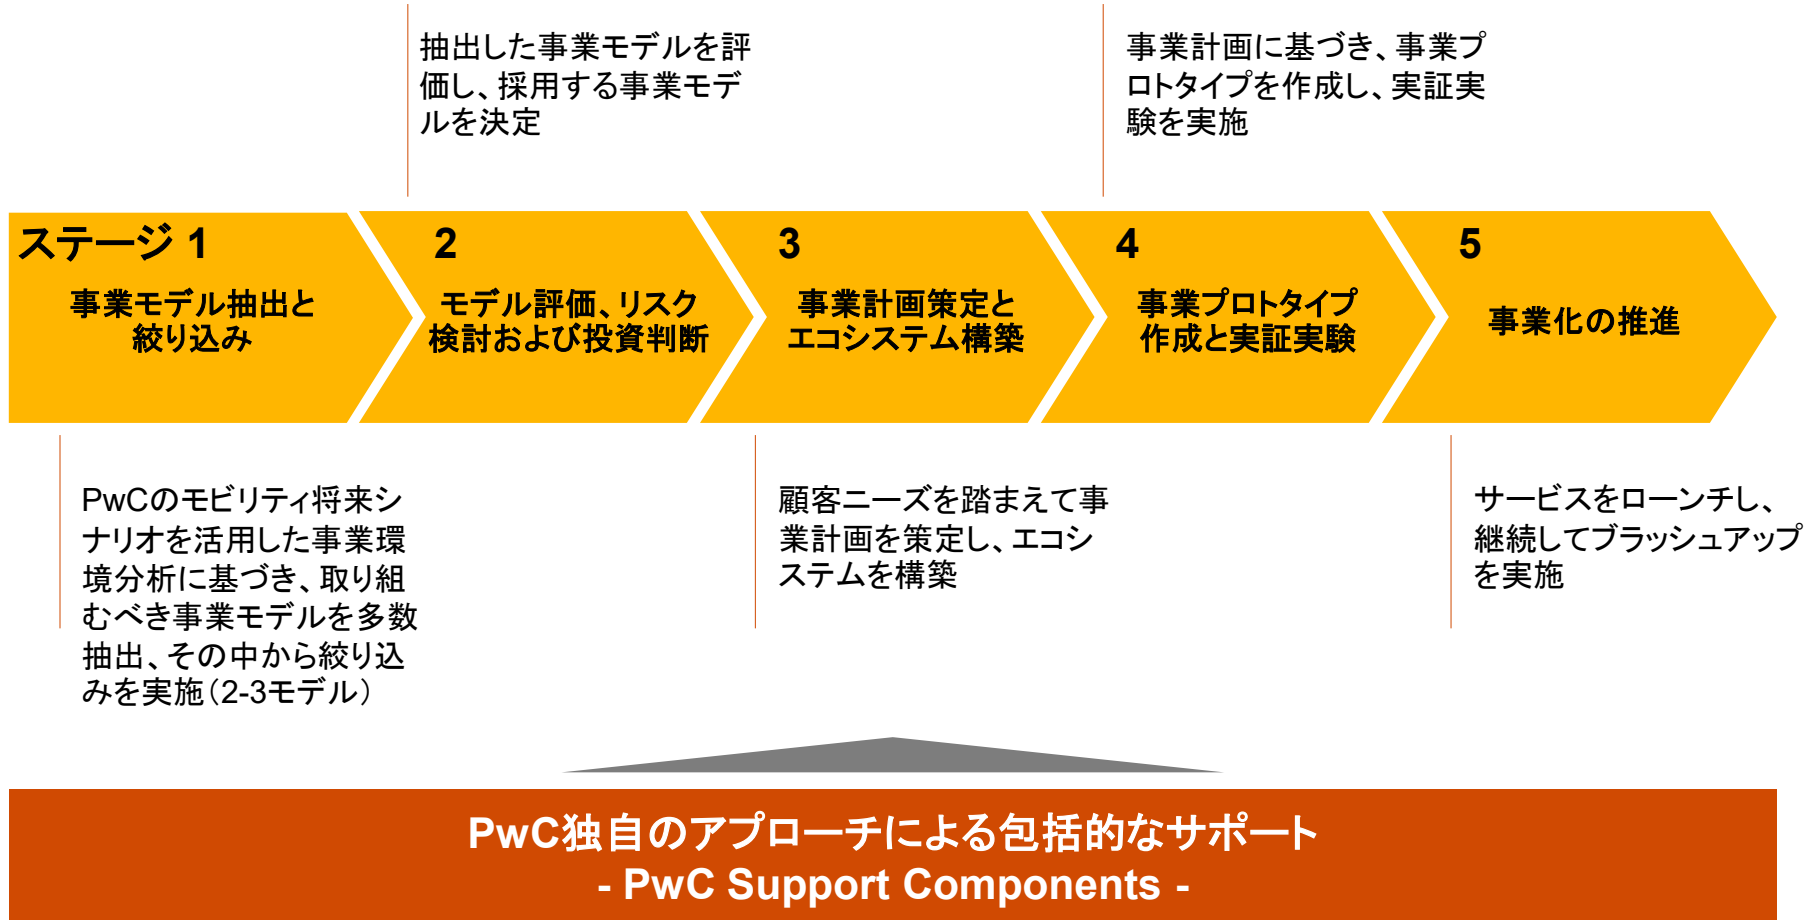 抽出した事業モデルを評
価し、採用する事業モデ
ルを決定
事業計画に基づき、事業プ
ロトタイプを作成し、実証実
験を実施
ステージ 1
事業モデル抽出と
絞り込み
2
モデル評価、リスク
検討および投資判断
3
事業計画策定と
エコシステム構築
4
事業プロトタイプ
作成と実証実験
5
事業化の推進
PwCのモビリティ将来シ
ナリオを活用した事業環
境分析に基づき、取り組
むべき事業モデルを多数
抽出、その中から絞り込
みを実施(2-3モデル)
顧客ニーズを踏まえて事
業計画を策定し、エコシ
ステムを構築
サービスをローンチし、
継続してブラッシュアップ
を実施
PwC独自のアプローチによる包括的なサポート
- PwC Support Components -